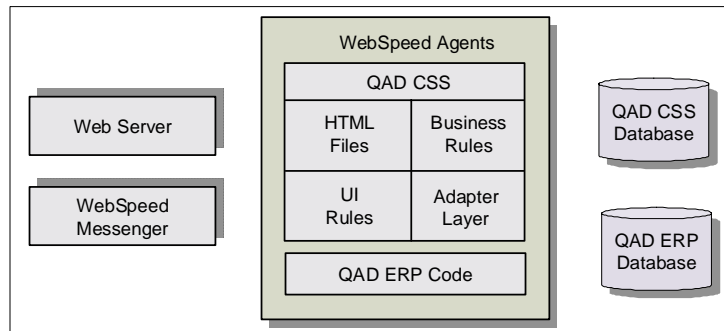 Web Server
WebSpeed
Messenger
WebSpeed Agents
QAD CSS
HTML
Files
Business
Rules
UI
Rules
Adapter
Layer
QAD ERP Code
QAD CSS
Database
QAD ERP
Database